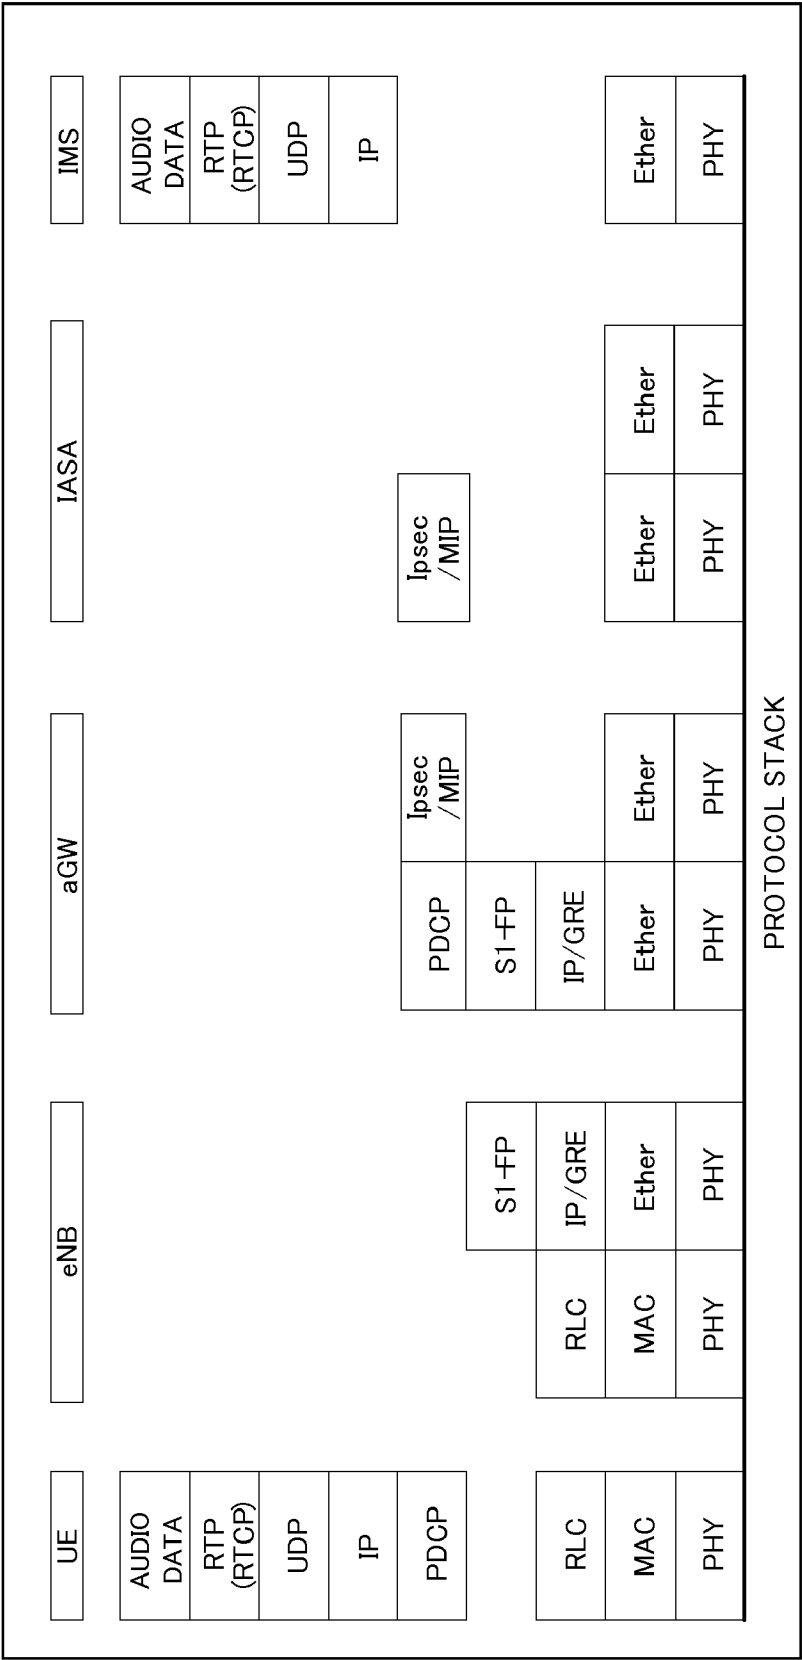 UE
eNB
aGW
IASA
IMS
AUDIO
DATA
RTP
(RTCP)
UDP
IP
PDCP
RLC
MAC
PHY
RLC
MAC
PHY
S1-FP
IP/GRE
Ether
PHY
PDCP
S1-FP
IP/GRE
Ether
PHY
Ipsec
/MIP
Ether
PHY
Ipsec
/MIP
Ether
PHY
Ether
PHY
AUDIO
DATA
RTP
(RTCP)
UDP
IP
Ether
PHY
PROTOCOL STACK